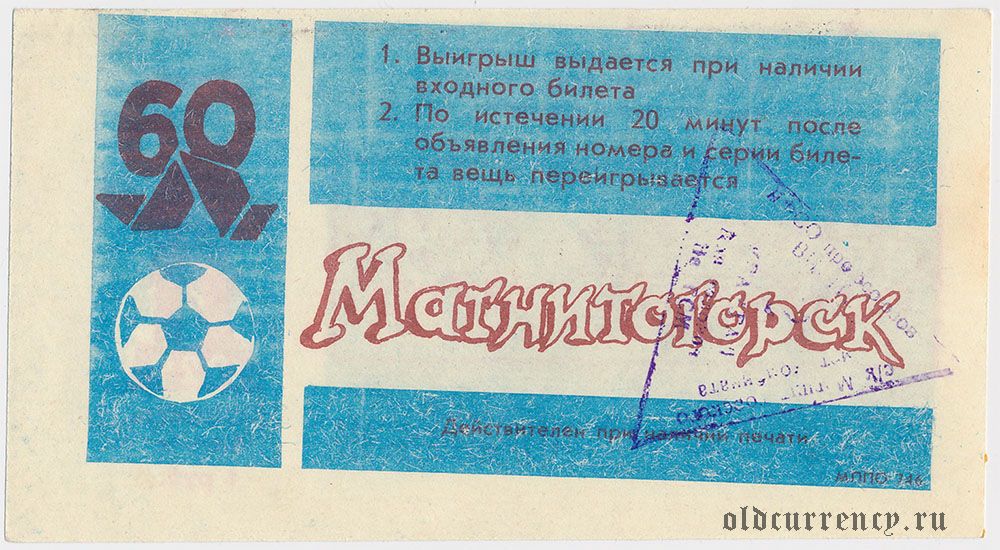 60
1. Выигрыш выдается при наличии
входного билета
2. По истечении 20 минут после
объявления номера и серии биле-
та вещь переигрывается
Магнитогорск
Действителен при наличии печати
МППО
oldcurrency.ru